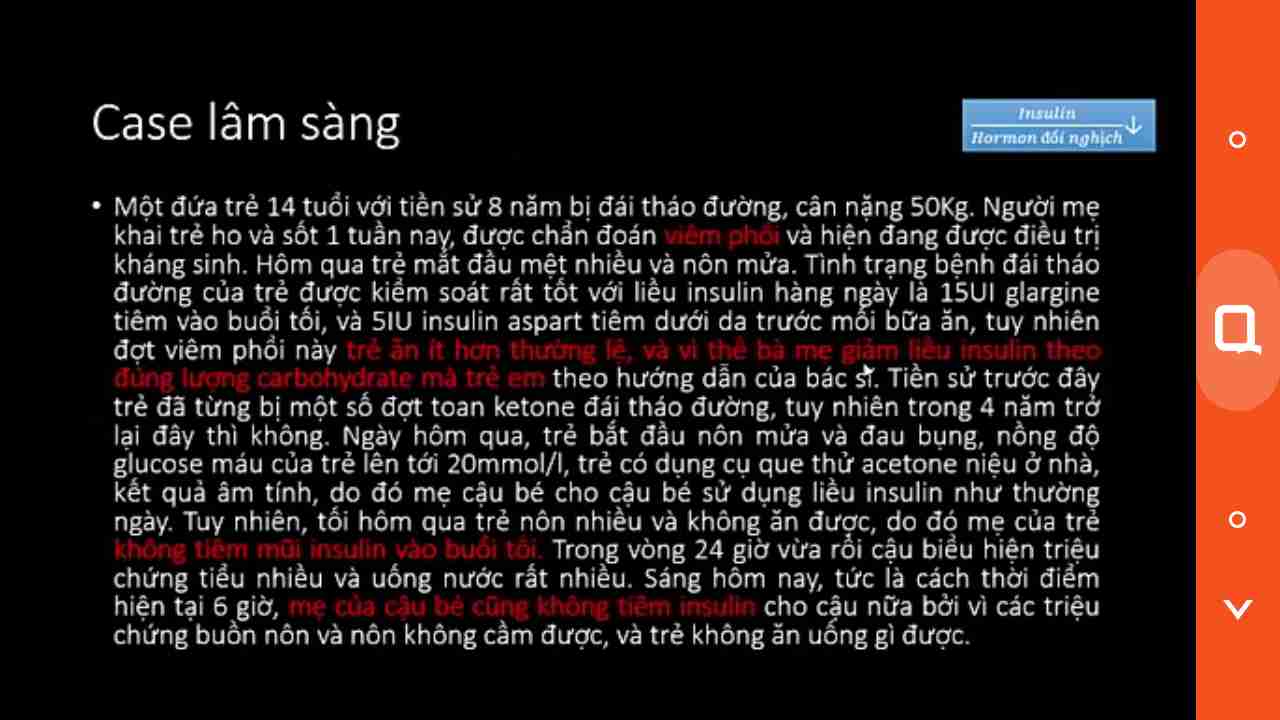 Case lâm sàng
Insulin
Hormon đối nghịch ↓
• Một đứa trẻ 14 tuổi với tiền sử 8 năm bị đái tháo đường, cân nặng 50Kg. Người mẹ
khai trẻ ho và sốt 1 tuần nay, được chẩn đoán viêm phổi và hiện đang được điều trị
kháng sinh. Hôm qua trẻ mắt đầu mệt nhiều và nôn mửa. Tình trạng bệnh đái tháo
đường của trẻ được kiểm soát rất tốt với liều insulin hàng ngày là 15UI glargine
tiêm vào buổi tối, và 5IU insulin aspart tiêm dưới da trước mỗi bữa ăn, tuy nhiên
đợt viêm phổi này trẻ ăn ít hơn thường lệ, và vì thế bà mẹ giảm liều insulin theo
đúng lượng carbohydrate mà trẻ em theo hướng dẫn của bác sĩ. Tiền sử trước đây
trẻ đã từng bị một số đợt toan ketone đái tháo đường, tuy nhiên trong 4 năm trở
lại đây thì không. Ngày hôm qua, trẻ bắt đầu nôn mửa và đau bụng, nồng độ
glucose máu của trẻ lên tới 20mmol/l, trẻ có dụng cụ que thử acetone niệu ở nhà,
kết quả âm tính, do đó mẹ cậu bé cho cậu bé sử dụng liều insulin như thường
ngày. Tuy nhiên, tối hôm qua trẻ nôn nhiều và không ăn được, do đó mẹ của trẻ
không tiêm mũi insulin vào buổi tối. Trong vòng 24 giờ vừa rồi cậu biểu hiện triệu
chứng tiểu nhiều và uống nước rất nhiều. Sáng hôm nay, tức là cách thời điểm
hiện tại 6 giờ, mẹ của cậu bé cũng không tiêm insulin cho cậu nữa bởi vì các triệu
chứng buồn nôn và nôn không cầm được, và trẻ không ăn uống gì được.